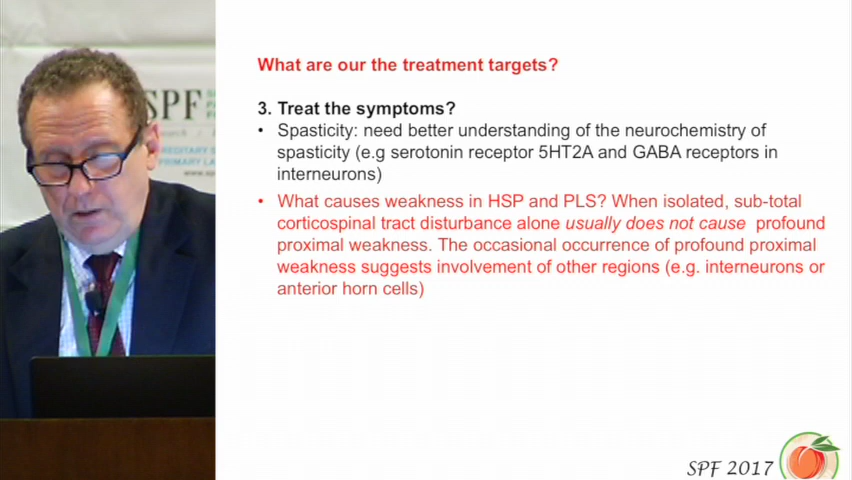 What are our the treatment targets?
3. Treat the symptoms?
• Spasticity: need better understanding of the neurochemistry of
spasticity (e.g serotonin receptor 5HT2A and GABA receptors in
interneurons)
• What causes weakness in HSP and PLS? When isolated, sub-total
corticospinal tract disturbance alone usually does not cause profound
proximal weakness. The occasional occurrence of profound proximal
weakness suggests involvement of other regions (e.g. interneurons or
anterior horn cells)
SPF 2017
SPF
PRIMARY LA